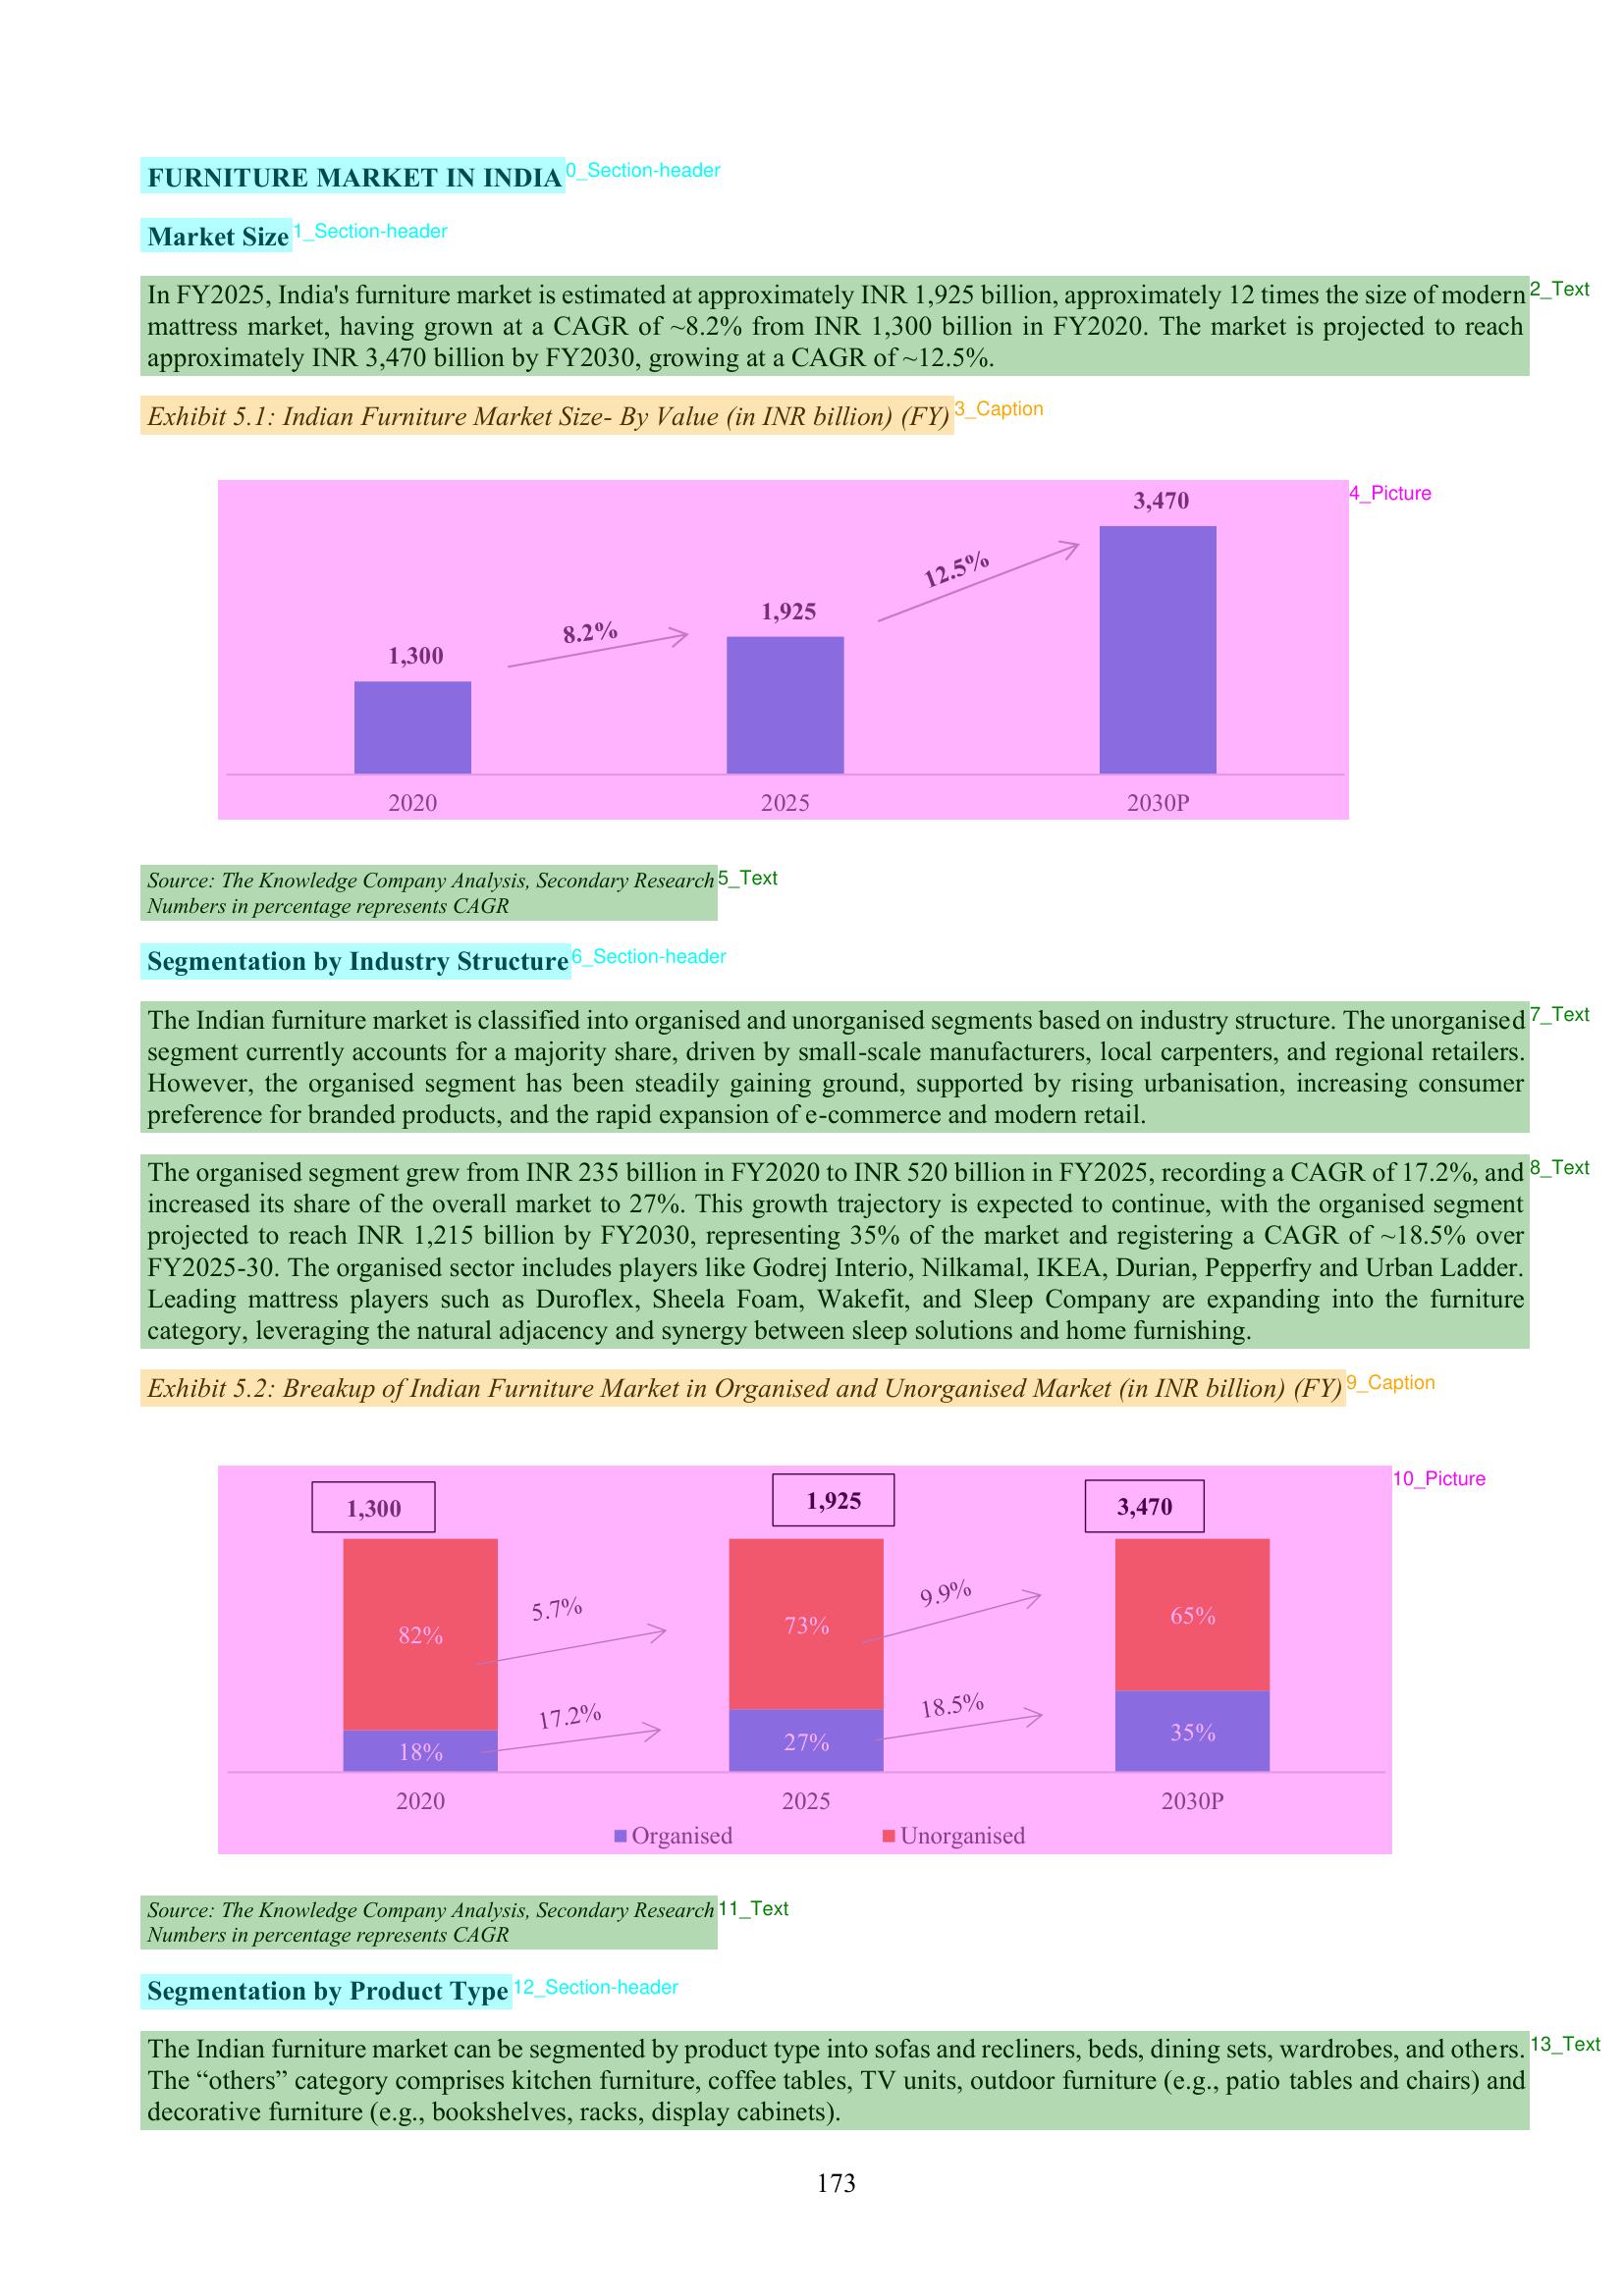 FURNITURE MARKET IN INDIA
0_Section-header
Market Size
1_Section-header
In FY2025, India's furniture market is estimated at approximately INR 1,925 billion, approximately 12 times the size of modern
2_Text
mattress market, having grown at a CAGR of ~8.2% from INR 1,300 billion in FY2020. The market is projected to reach
approximately INR 3,470 billion by FY2030, growing at a CAGR of ~12.5%.
Exhibit 5.1: Indian Furniture Market Size- By Value (in INR billion) (FY)
3_Caption
4_Picture
3,470
12.5%
1,925
8.2%
1,300
2020
2025
2030P
Source: The Knowledge Company Analysis, Secondary Research
5_Text
Numbers in percentage represents CAGR
Segmentation by Industry Structure
6_Section-header
The Indian furniture market is classified into organised and unorganised segments based on industry structure. The unorganised
7_Text
segment currently accounts for a majority share, driven by small-scale manufacturers, local carpenters, and regional retailers.
However, the organised segment has been steadily gaining ground, supported by rising urbanisation, increasing consumer
preference for branded products, and the rapid expansion of e-commerce and modern retail.
The organised segment grew from INR 235 billion in FY2020 to INR 520 billion in FY2025, recording a CAGR of 17.2%, and
8_Text
increased its share of the overall market to 27%. This growth trajectory is expected to continue, with the organised segment
projected to reach INR 1,215 billion by FY2030, representing 35% of the market and registering a CAGR of ~18.5% over
FY2025-30. The organised sector includes players like Godrej Interio, Nilkamal, IKEA, Durian, Pepperfry and Urban Ladder.
Leading mattress players such as Duroflex, Sheela Foam, Wakefit, and Sleep Company are expanding into the furniture
category, leveraging the natural adjacency and synergy between sleep solutions and home furnishing.
Exhibit 5.2: Breakup of Indian Furniture Market in Organised and Unorganised Market (in INR billion) (FY)
9_Caption
10_Picture
1,300
1,925
3,470
82%
5.7%
73%
9.9%
65%
18%
17.2%
27%
18.5%
35%
2020
2025
2030P
Organised
Unorganised
Source: The Knowledge Company Analysis, Secondary Research
11_Text
Numbers in percentage represents CAGR
Segmentation by Product Type
12_Section-header
The Indian furniture market can be segmented by product type into sofas and recliners, beds, dining sets, wardrobes, and others.
13_Text
The “others” category comprises kitchen furniture, coffee tables, TV units, outdoor furniture (e.g., patio tables and chairs) and
decorative furniture (e.g., bookshelves, racks, display cabinets).
173